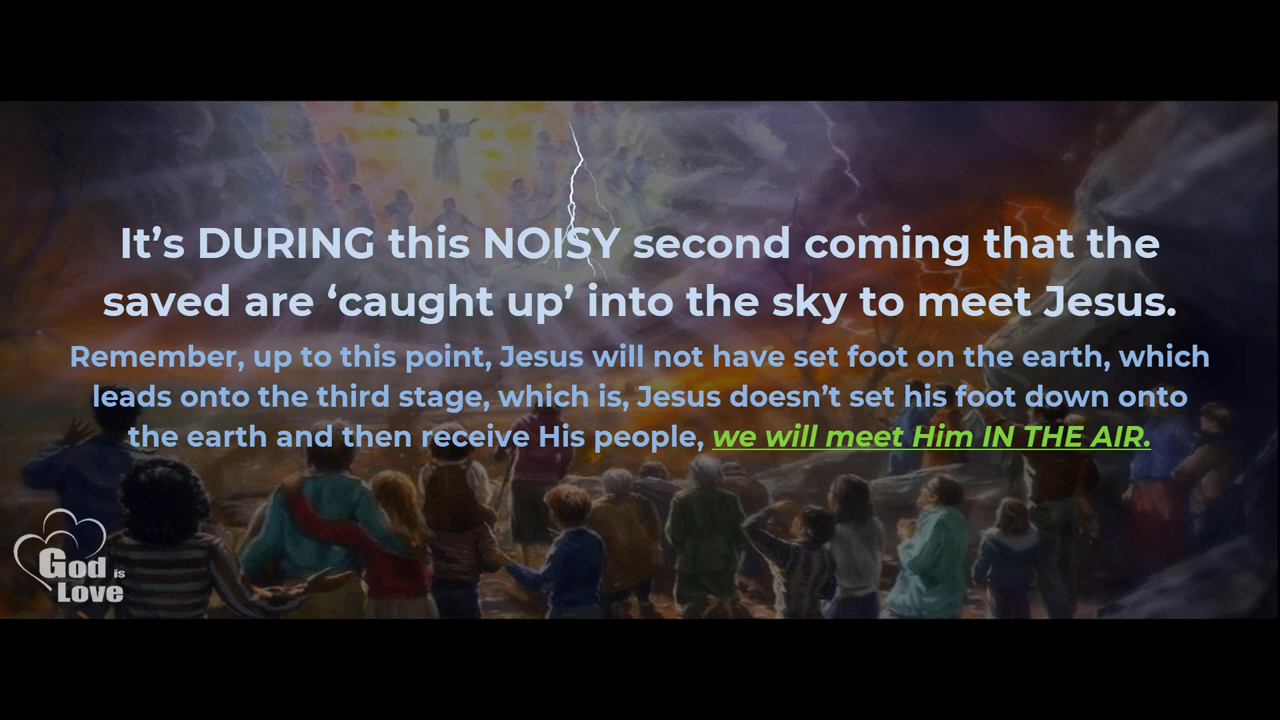 It’s DURING this NOISY second coming that the
saved are ‘caught up’ into the sky to meet Jesus.
Remember, up to this point, Jesus will not have set foot on the earth, which
leads onto the third stage, which is, Jesus doesn’t set his foot down onto
the earth and then receive His people, we will meet Him IN THE AIR.
God is
Love